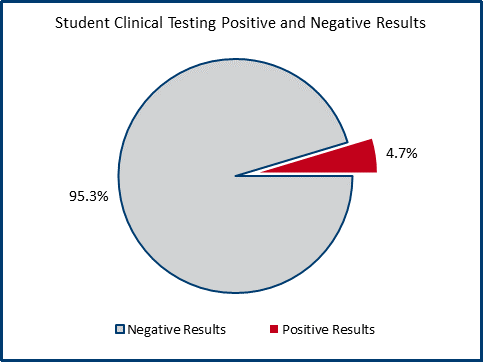 Student Clinical Testing Positive and Negative Results
4.7%
95.3%
Negative Results
Positive Results